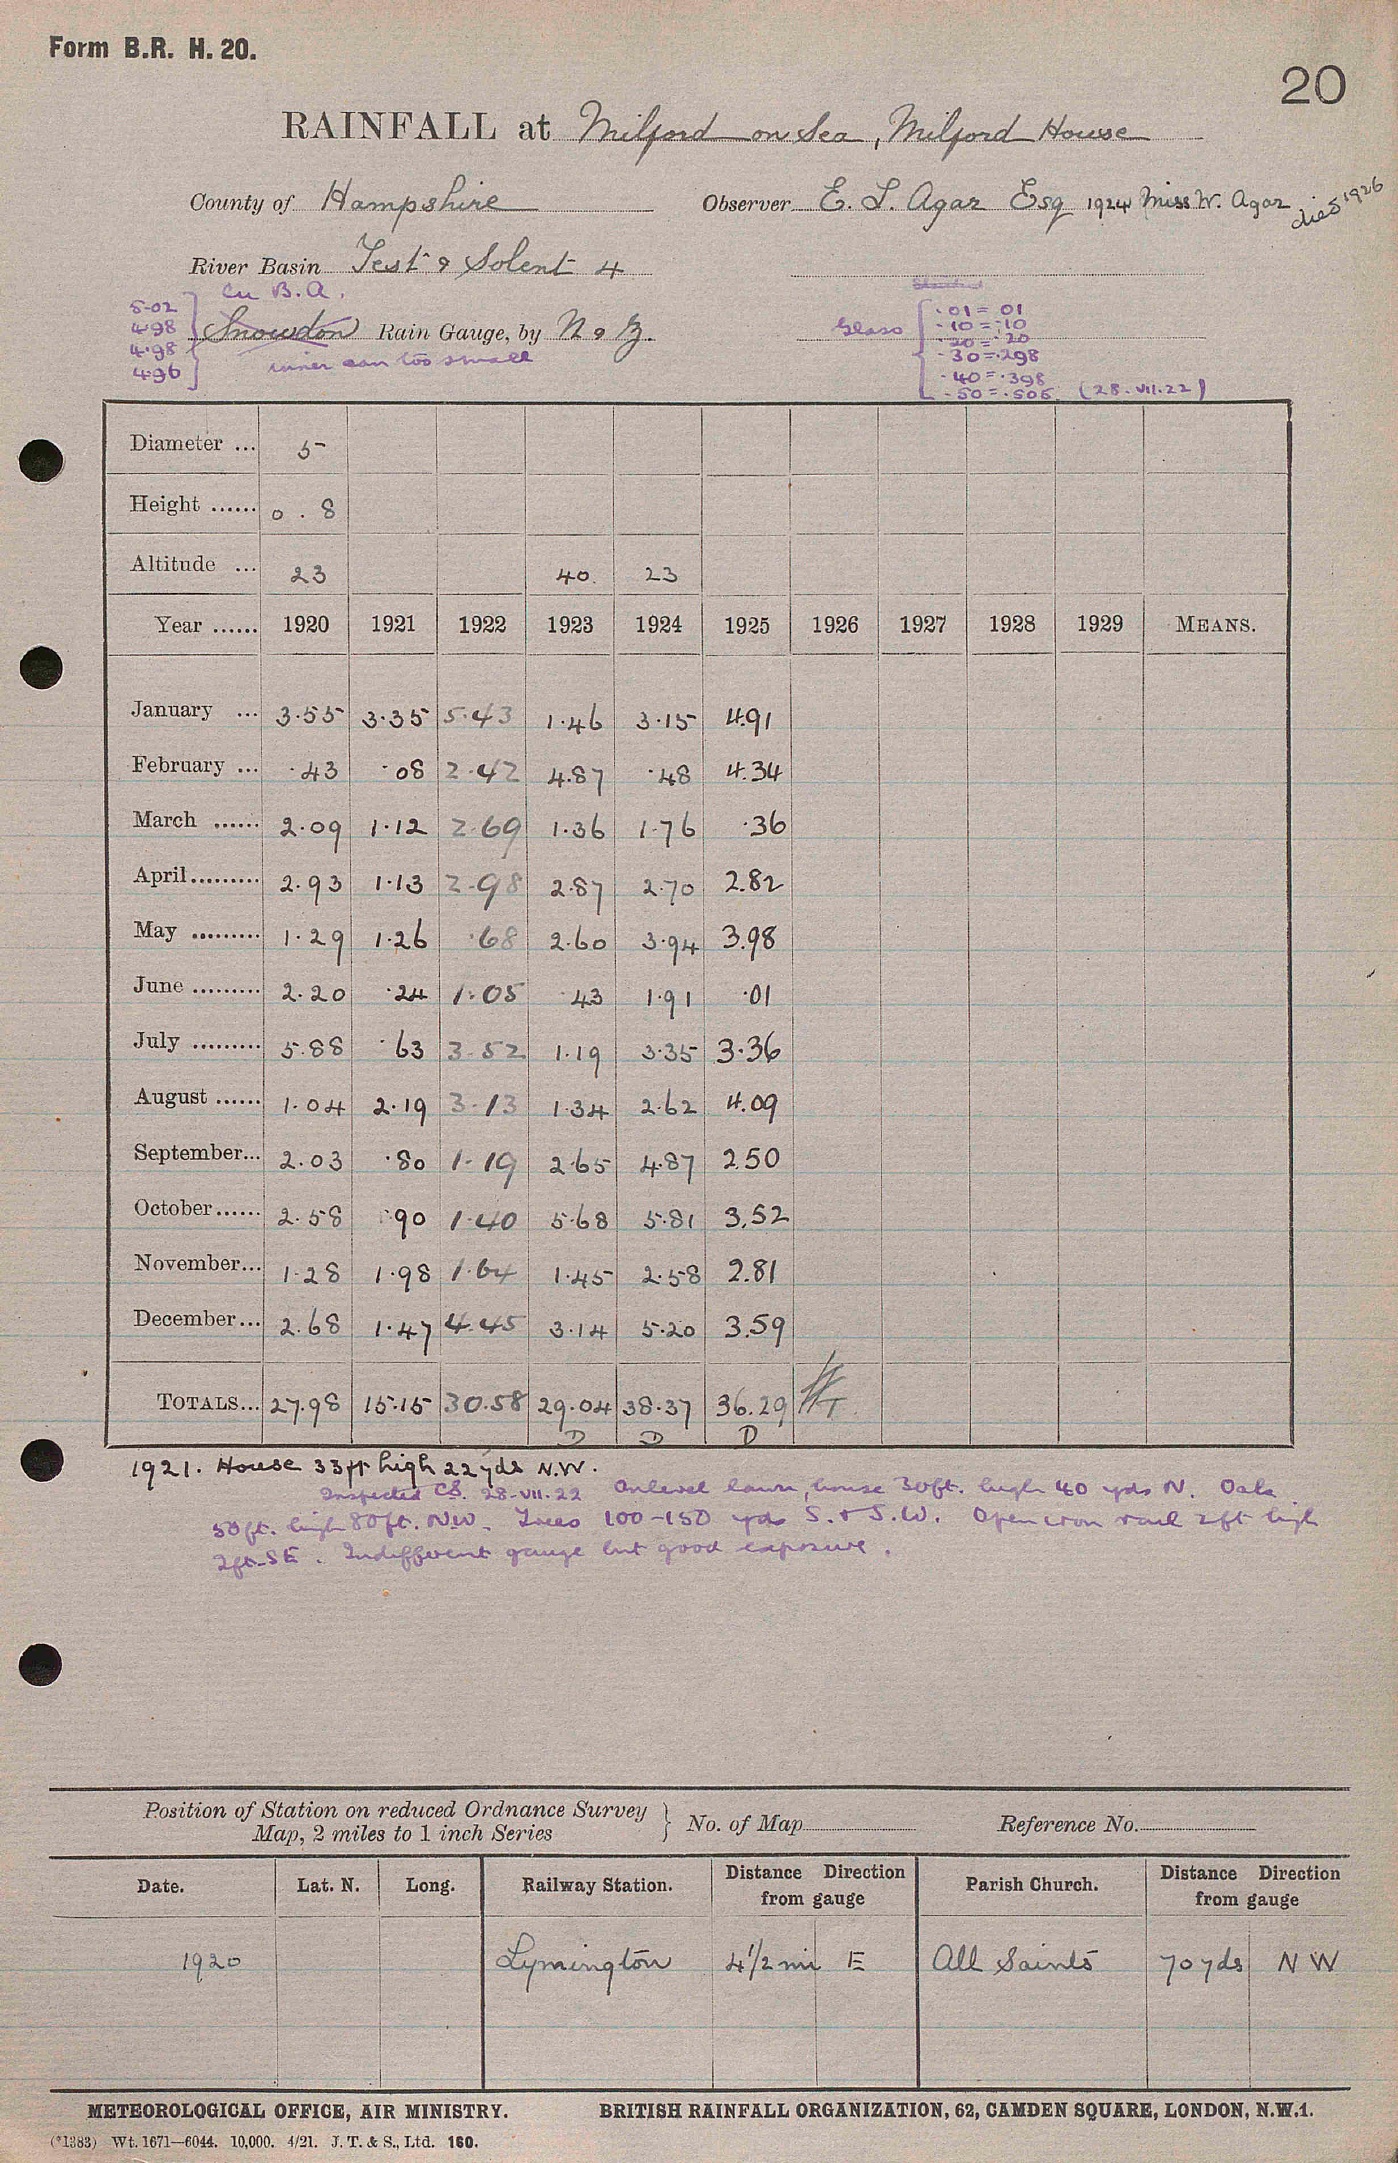 Form B.R. H. 20.
20
RAINFALL at Milford on Sea, Milford House
County of Hampshire Observer E. L. Agar Esq 1924 Miss W. Agar died 1926
River Basin Test & Solent 4
Cu B.A.
5.02
4.98
4.98
4.96
Snowdon Rain Gauge, by N & Z.
inner can too small
Glass
.01 = 01
.10 = .10
.20 = .20
.30 = .298
.40 = .398
.50 = .505 (28.VII.22)
Diameter ... 5
Height ...... 0 . 8
Altitude ... 23 40. 23
Year ...... 1920 1921 1922 1923 1924 1925 1926 1927 1928 1929 MEANS.
January ... 3.55 3.35 5.43 1.46 3.15 4.91
February ... .43 .08 2.42 4.87 .48 4.34
March ...... 2.09 1.12 2.69 1.36 1.76 .36
April ......... 2.93 1.13 2.98 2.87 2.70 2.82
May ......... 1.29 1.26 .68 2.60 3.94 3.98
June ......... 2.20 .24 1.05 .43 1.91 .01
July ......... 5.88 .63 3.52 1.19 3.35 3.36
August ...... 1.04 2.19 3.13 1.34 2.62 4.09
September... 2.03 .80 1.19 2.65 4.87 2.50
October...... 2.58 .90 1.40 5.68 5.81 3.52
November... 1.28 1.98 1.64 1.45 2.58 2.81
December... 2.68 1.47 4.45 3.14 5.20 3.59
TOTALS... 27.98 15.15 30.58 29.04 38.37 36.29
D D D
1921. House 33ft high 22yds N.W.
Inspected C.S. 28-VII-22 On level lawn, house 30ft. high 40 yds N. Oaks
50ft. high 80ft. N.W. Trees 100-150 yds S. & S.W. Open iron rail 2ft high
2ft SE. Indifferent gauge but good exposure.
Position of Station on reduced Ordnance Survey
Map, 2 miles to 1 inch Series } No. of Map Reference No.
Date. Lat. N. Long. Railway Station. Distance Direction from gauge Parish Church. Distance Direction from gauge
1920 Lymington 4½ mi E All Saints 70 yds N W
METEOROLOGICAL OFFICE, AIR MINISTRY. BRITISH RAINFALL ORGANIZATION, 62, CAMDEN SQUARE, LONDON, N.W.1.
(*1383) Wt. 1671—6044. 10,000. 4/21. J. T. & S., Ltd. 160.